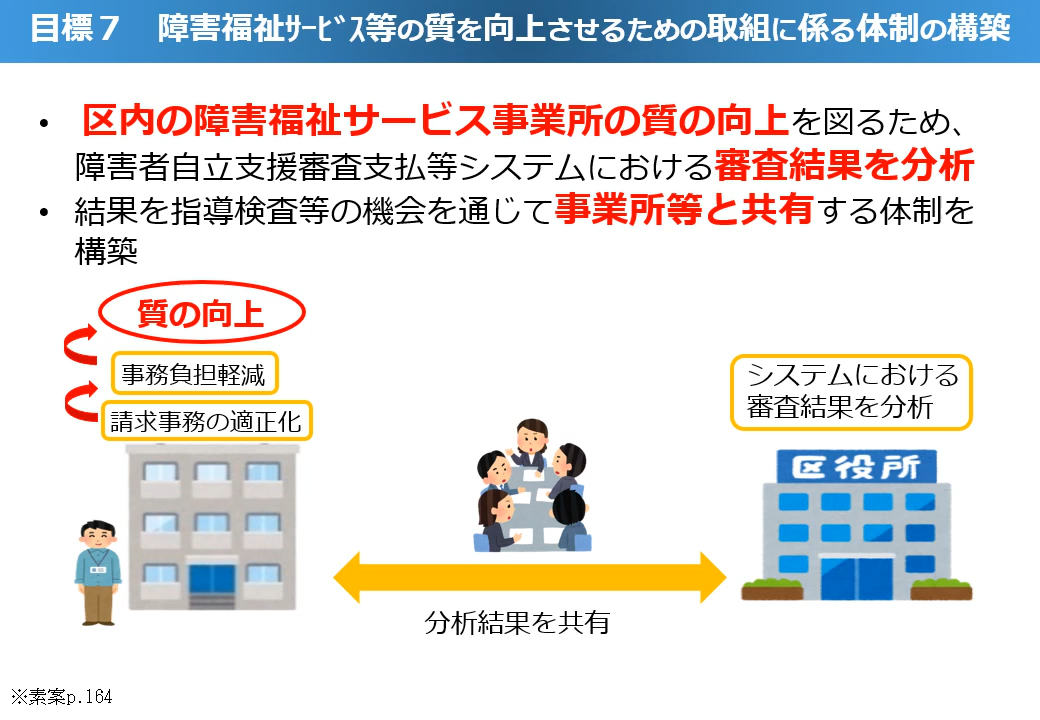 目標７　障害福祉ｻｰﾋﾞｽ等の質を向上させるための取組に係る体制の構築
• 区内の障害福祉サービス事業所の質の向上を図るため、
障害者自立支援審査支払等システムにおける審査結果を分析
• 結果を指導検査等の機会を通じて事業所等と共有する体制を
構築
質の向上
事務負担軽減
請求事務の適正化
システムにおける
審査結果を分析
区役所
分析結果を共有
※素案p.164